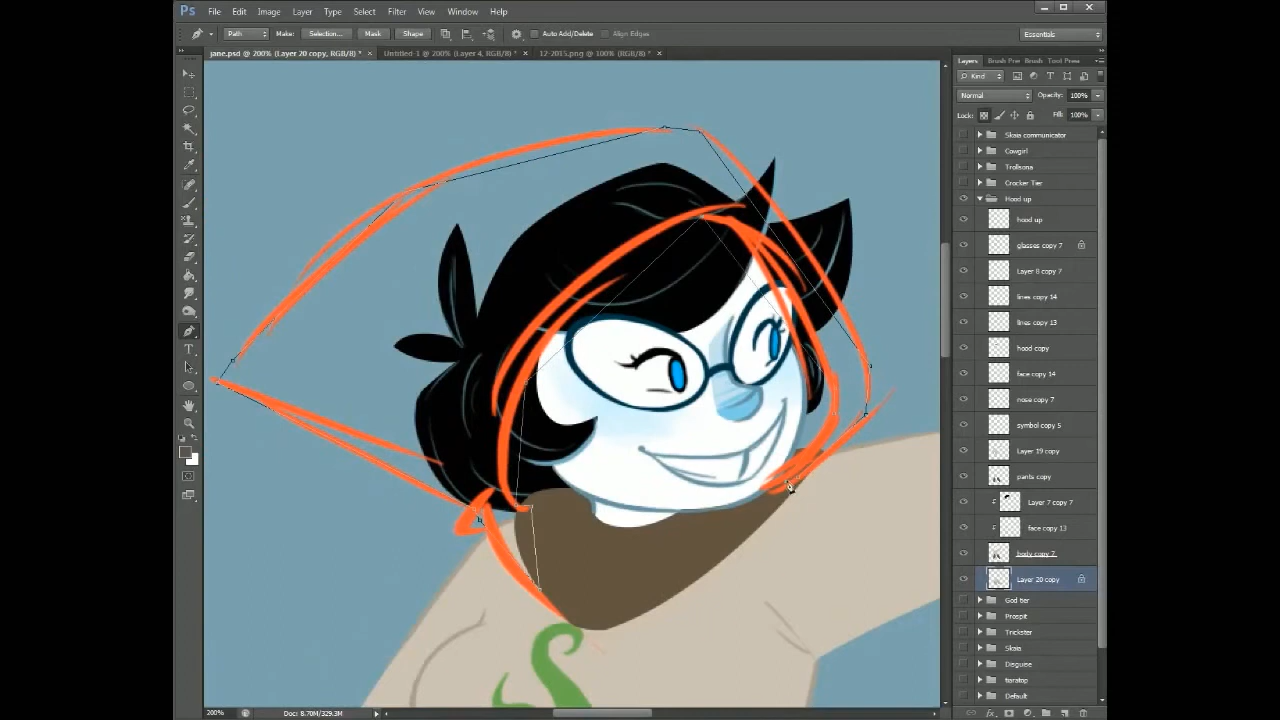 Ps File Edit Image Layer Type Select Filter View Window Help
Path Make: Selection... Mask Shape Auto Add/Delete Align Edges Essentials
jane.psd @ 200% (Layer 20 copy, RGB/8) * × Untitled-1 @ 200% (Layer 4, RGB/8) * × 12-2015.png @ 100% (RGB/8) * ×
Layers Brush Pre Brush Tool Prese
Kind
Normal Opacity: 100%
Lock: Fill: 100%
Skaia communicator
Cowgirl
Trollsona
Crocker Tier
Hood up
hood up
glasses copy 7
Layer 8 copy 7
lines copy 14
lines copy 13
hood copy
face copy 14
nose copy 7
symbol copy 5
Layer 19 copy
pants copy
Layer 7 copy 7
face copy 13
body copy 7
Layer 20 copy
God tier
Prospit
Trickster
Skaia
Disguise
tiaratop
Default
200% Doc: 8.70M/329.3M
fx